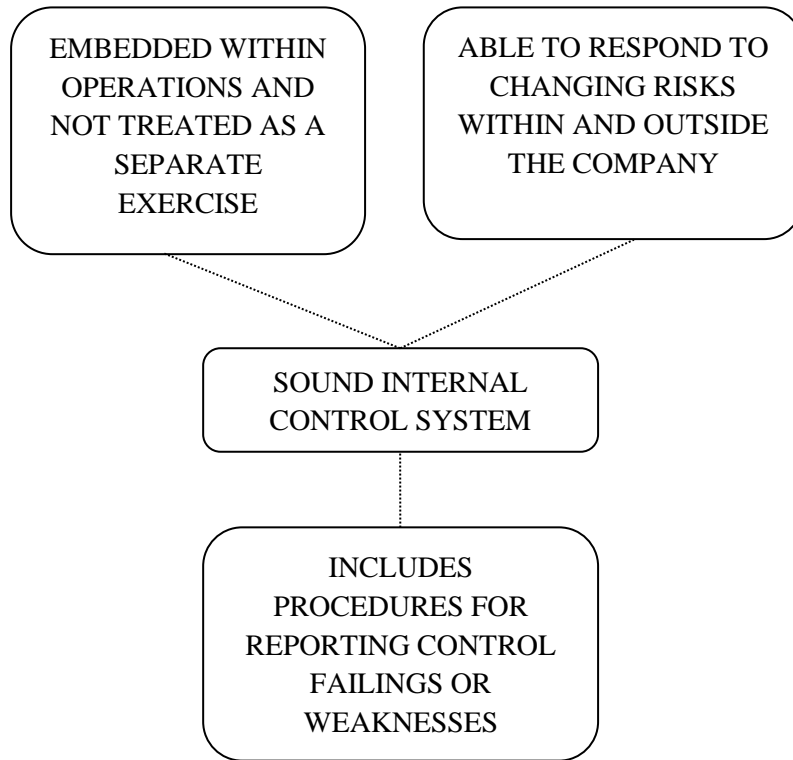 EMBEDDED WITHIN
OPERATIONS AND
NOT TREATED AS A
SEPARATE
EXERCISE
ABLE TO RESPOND TO
CHANGING RISKS
WITHIN AND OUTSIDE
THE COMPANY
SOUND INTERNAL
CONTROL SYSTEM
INCLUDES
PROCEDURES FOR
REPORTING CONTROL
FAILINGS OR
WEAKNESSES